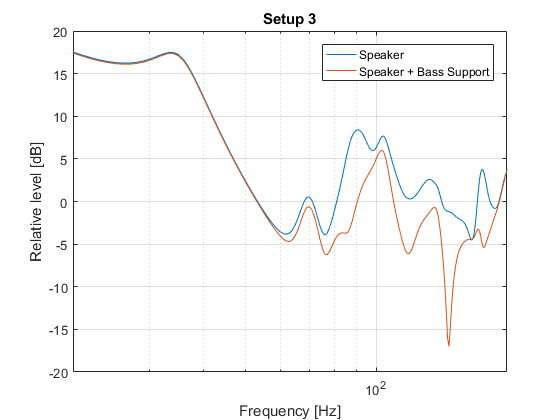 Setup 3
Relative level [dB]
20
15
10
5
0
-5
-10
-15
-20
Speaker
Speaker + Bass Support
10^2
Frequency [Hz]